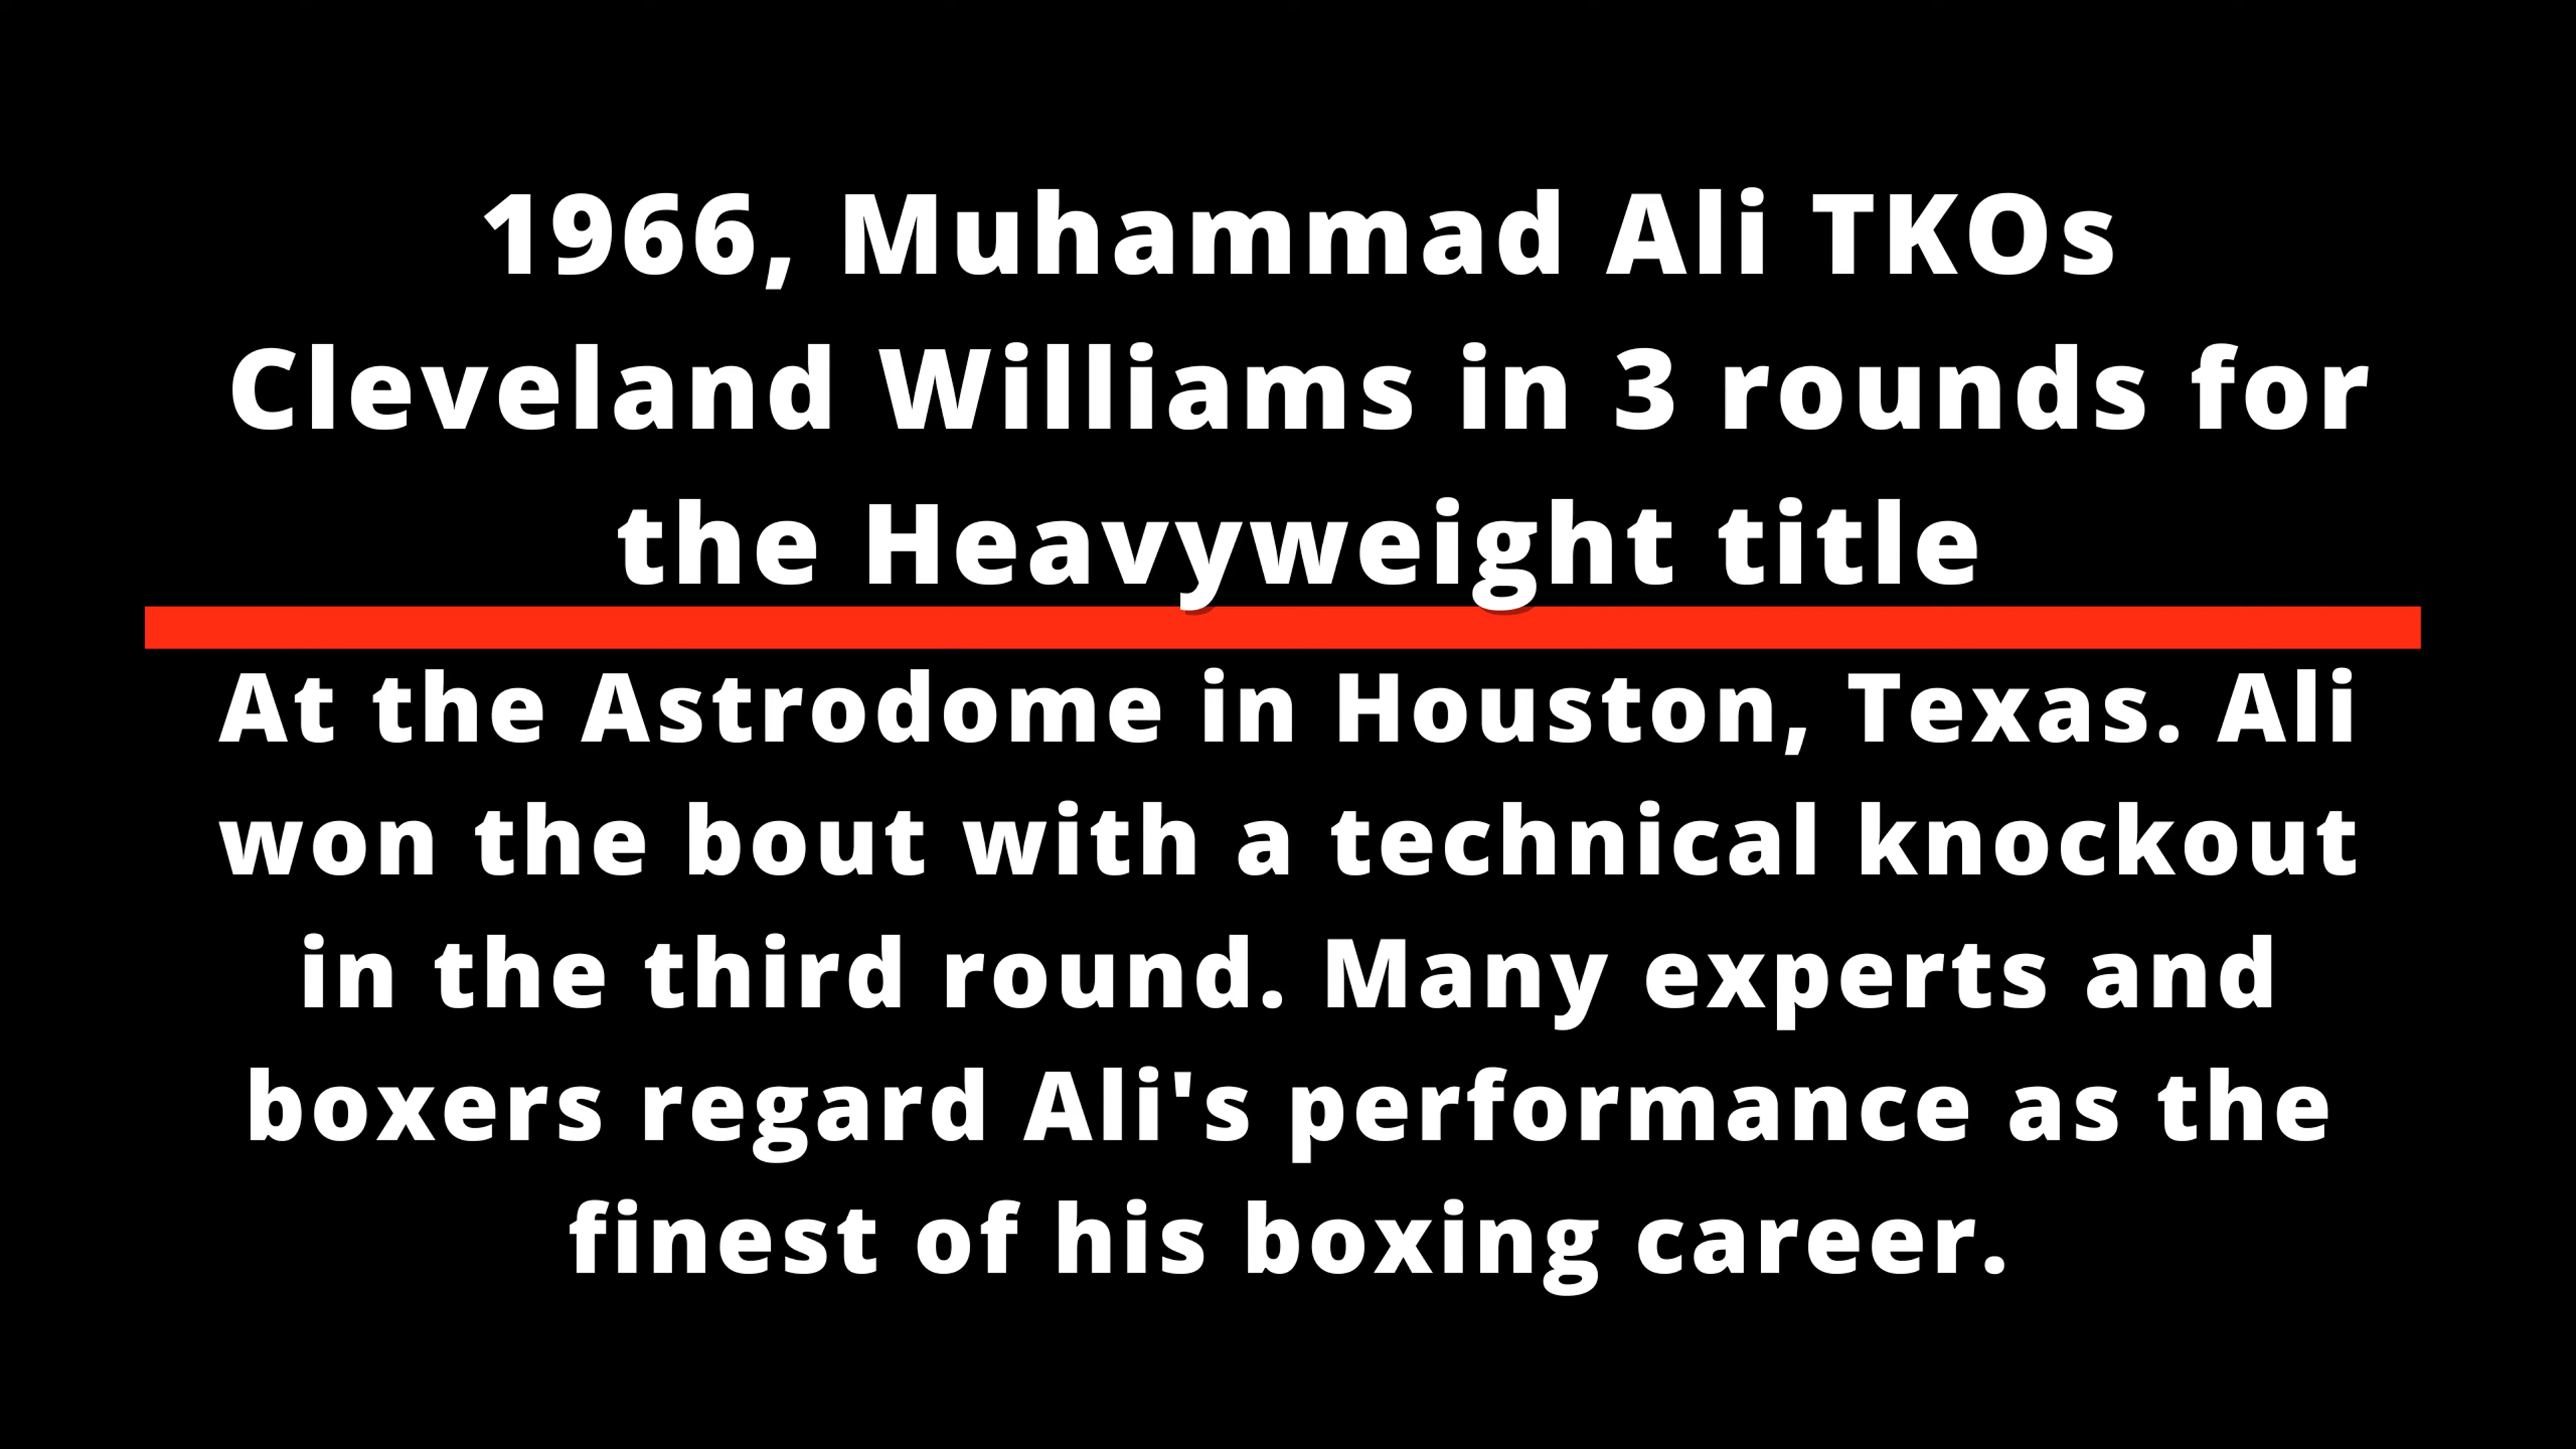 1966, Muhammad Ali TKOs
Cleveland Williams in 3 rounds for
the Heavyweight title
At the Astrodome in Houston, Texas. Ali
won the bout with a technical knockout
in the third round. Many experts and
boxers regard Ali's performance as the
finest of his boxing career.